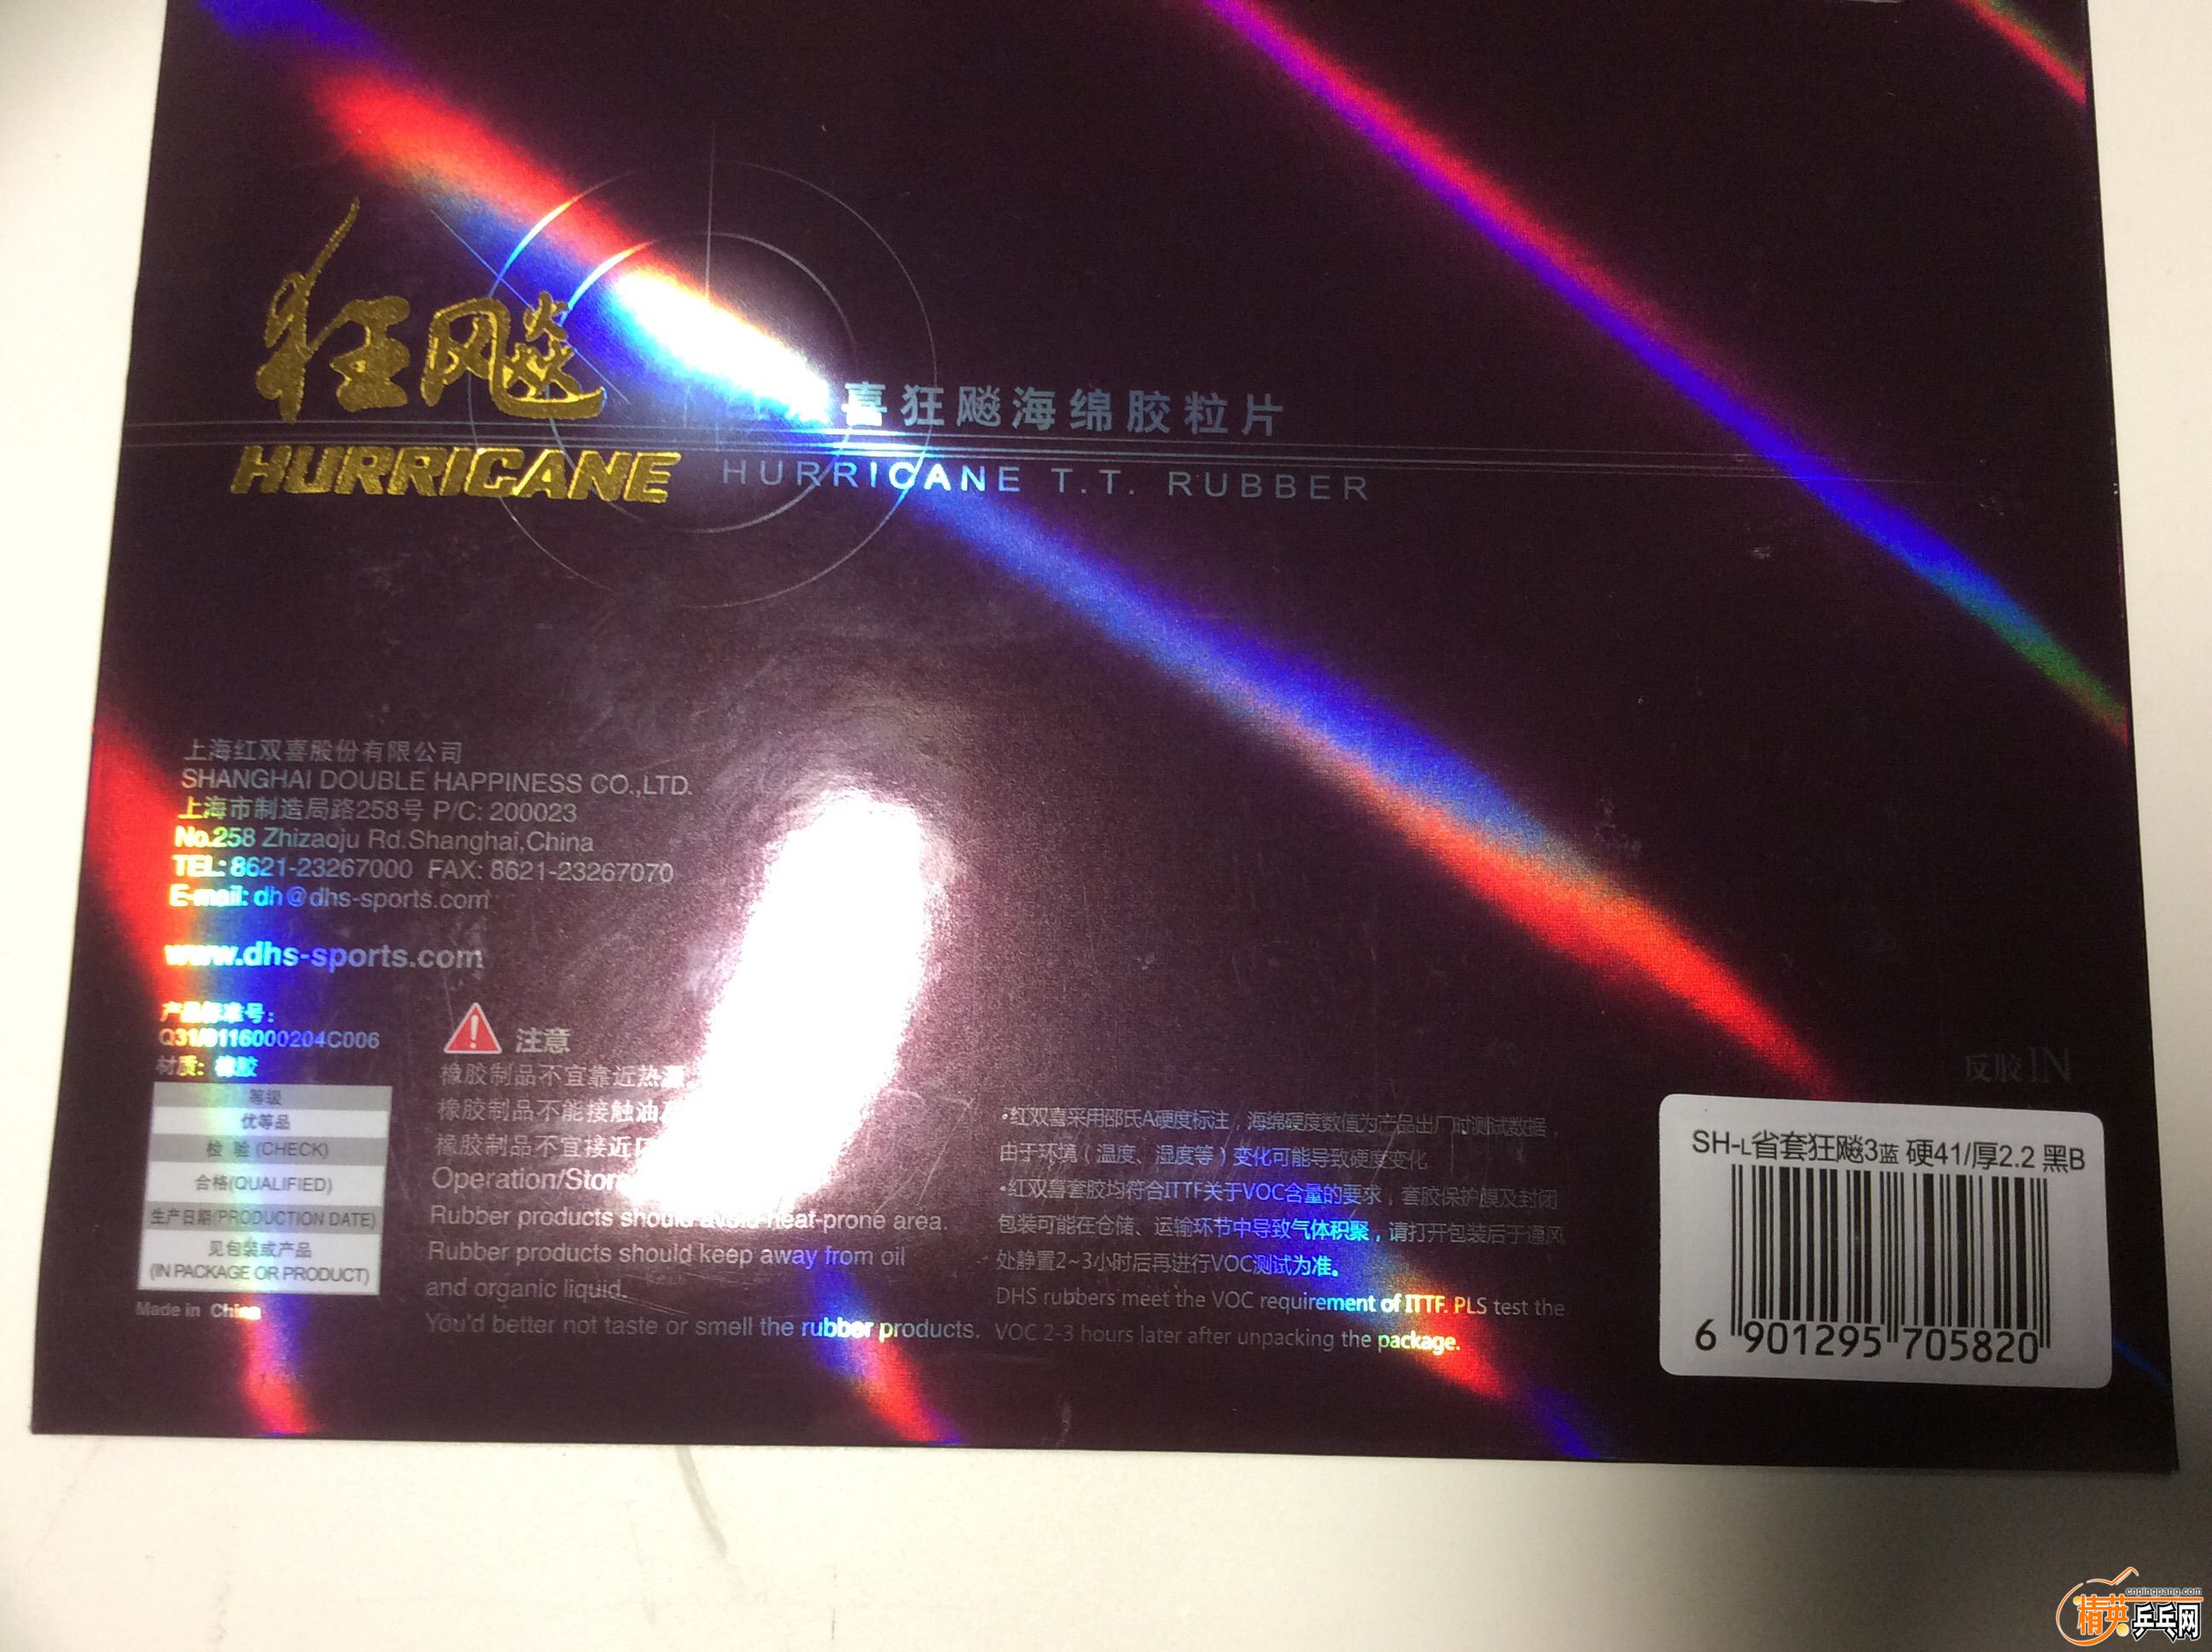 狂飚
HURRICANE
喜狂飚海绵胶粒片
HURRICANE T.T. RUBBER
上海红双喜股份有限公司
SHANGHAI DOUBLE HAPPINESS CO.,LTD.
上海市制造局路258号 P/C: 200023
No.258 Zhizaoju Rd.Shanghai,China
TEL: 8621-23267000 FAX: 8621-23267070
E-mail: dh@dhs-sports.com
www.dhs-sports.com
产品标准号:
Q31/0116000204C006
材质: 橡胶
等级
优等品
检 验 (CHECK)
合格(QUALIFIED)
生产日期(PRODUCTION DATE)
见包装或产品
(IN PACKAGE OR PRODUCT)
Made in China
注意
橡胶制品不宜靠近热
橡胶制品不能接触油
橡胶制品不宜接近
Rubber products should avoid heat-prone area.
Rubber products should keep away from oil
and organic liquid.
You'd better not taste or smell the rubber products.
·红双喜采用邵氏A硬度标注，海绵硬度数值为产品出厂时测试数据，
由于环境（温度、湿度等）变化可能导致硬度变化
·红双喜套胶均符合ITTF关于VOC含量的要求，套胶保护膜及封闭
包装可能在仓储、运输环节中导致气体积聚，请打开包装后于通风
处静置2~3小时后再进行VOC测试为准。
DHS rubbers meet the VOC requirement of ITTF. PLS test the
VOC 2-3 hours later after unpacking the package.
反胶IN
SH-L省套狂飚3蓝 硬41/厚2.2 黑B
6 901295 705820
cnpingpang.com
精英乒乓网